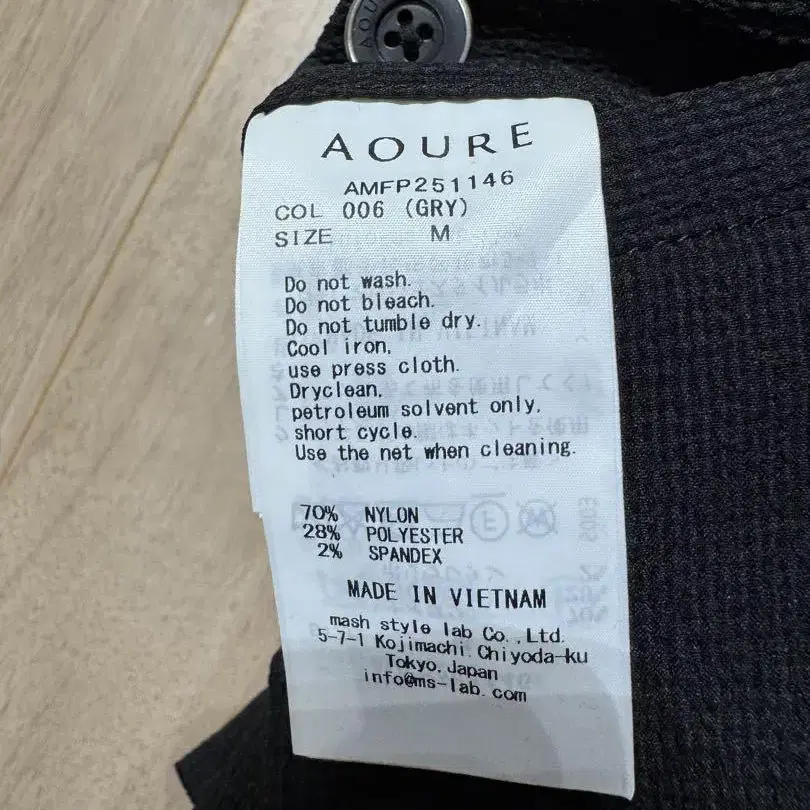 AOURE
AMFP251146
COL 006 (GRY)
SIZE M
Do not wash.
Do not bleach.
Do not tumble dry.
Cool iron,
use press cloth.
Dryclean,
petroleum solvent only,
short cycle.
Use the net when cleaning.
70% NYLON
28% POLYESTER
2% SPANDEX
MADE IN VIETNAM
mash style lab Co.,Ltd.
5-7-1 Kojimachi Chiyoda-ku
Tokyo, Japan
info@ms-lab.com